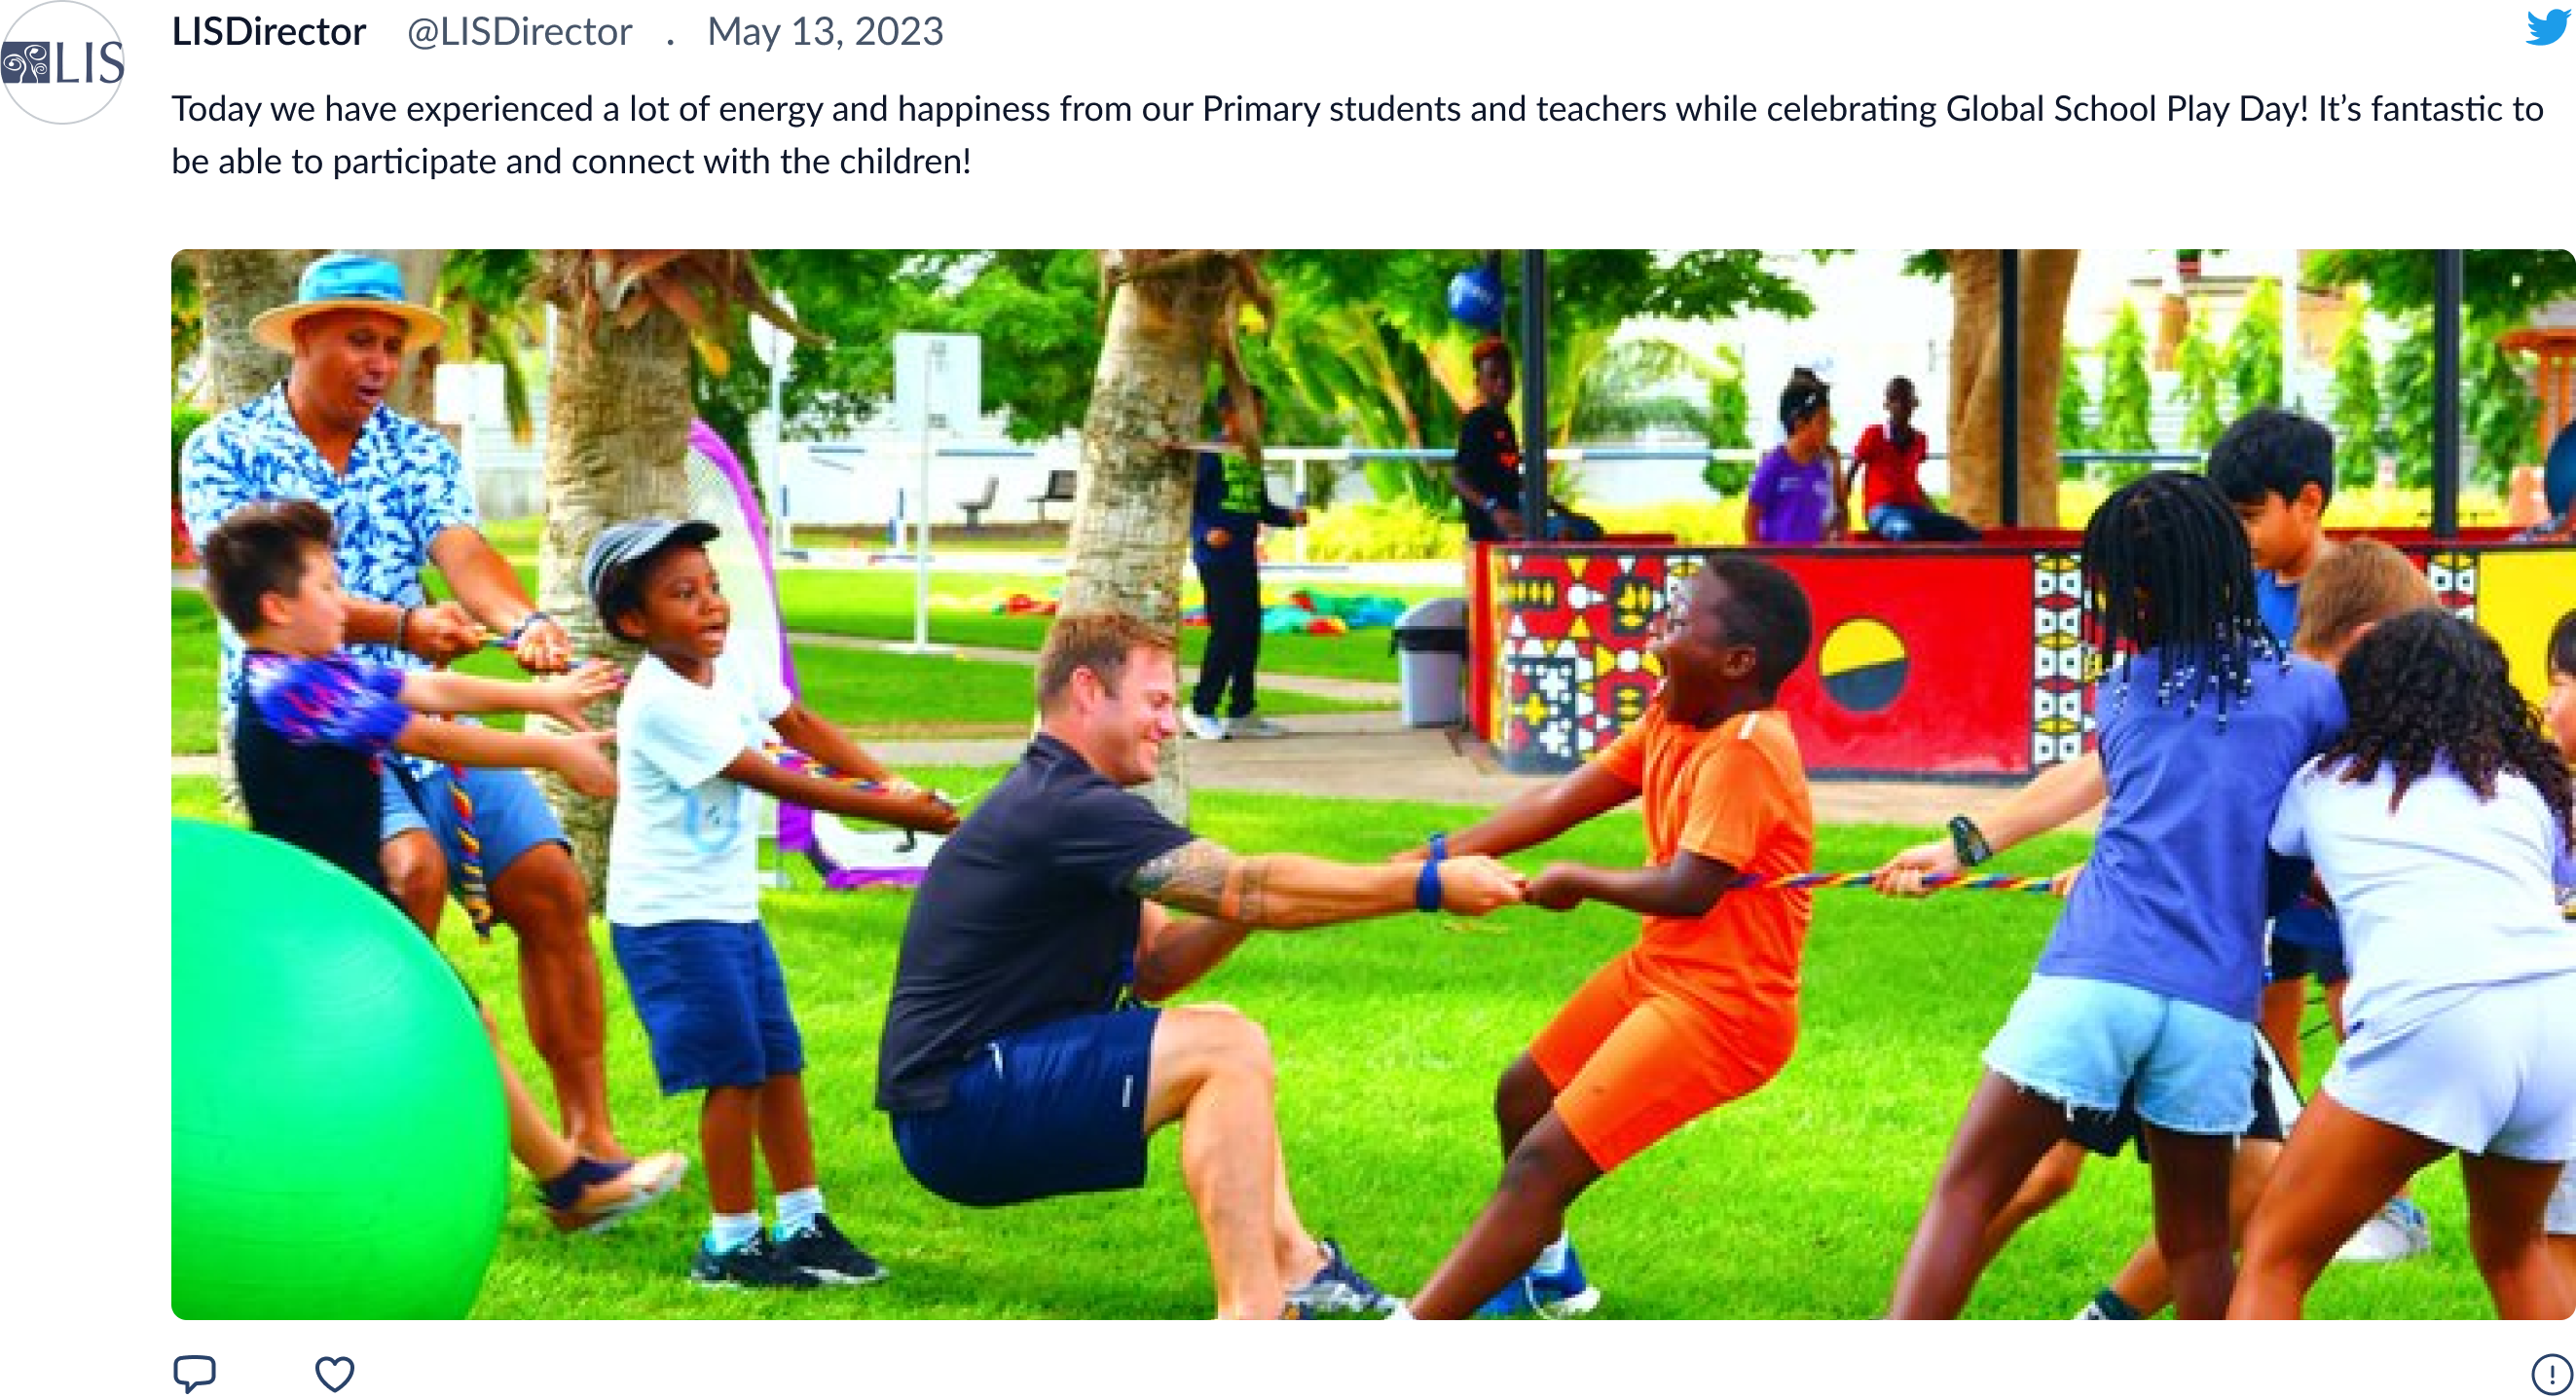 LISDirector @LISDirector . May 13, 2023
LIS
Today we have experienced a lot of energy and happiness from our Primary students and teachers while celebrating Global School Play Day! It’s fantastic to
be able to participate and connect with the children!